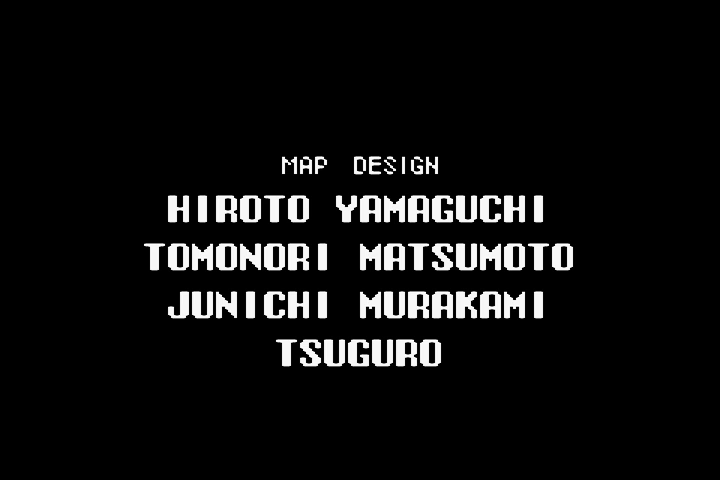 MAP DESIGN
HIROTO YAMAGUCHI
TOMONORI MATSUMOTO
JUNICHI MURAKAMI
TSUGURO